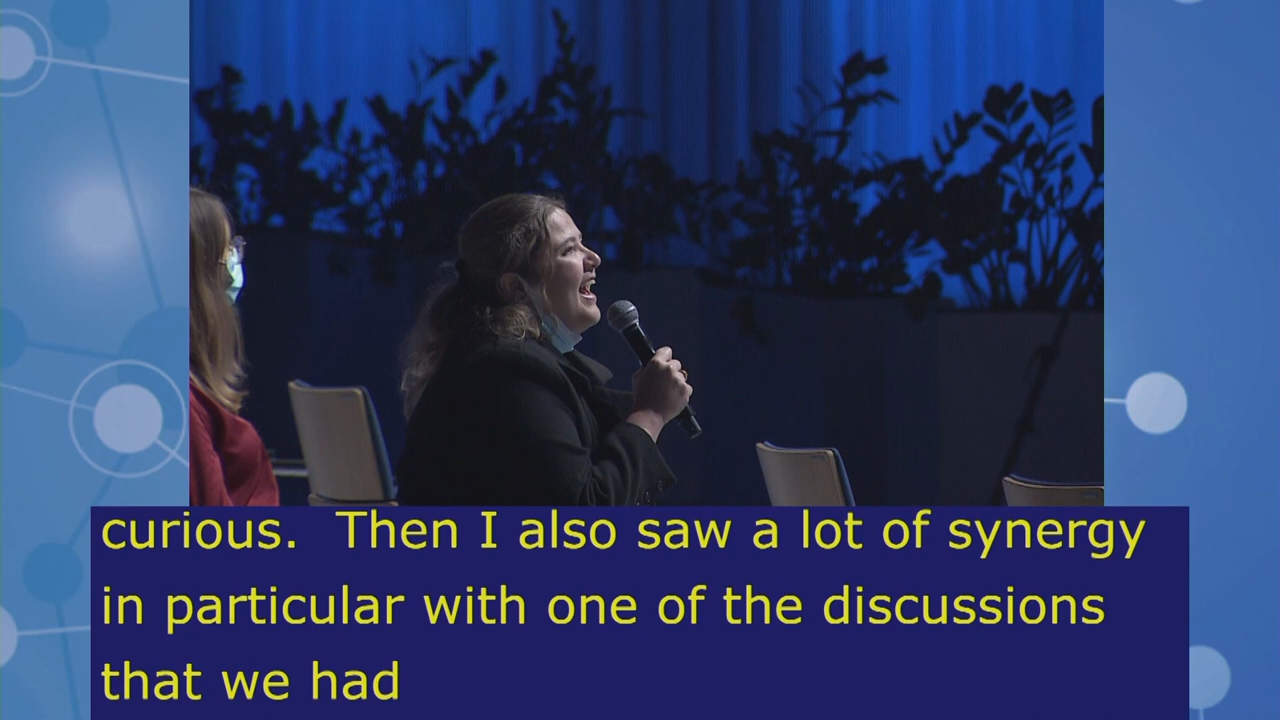 curious.  Then I also saw a lot of synergy
in particular with one of the discussions
that we had